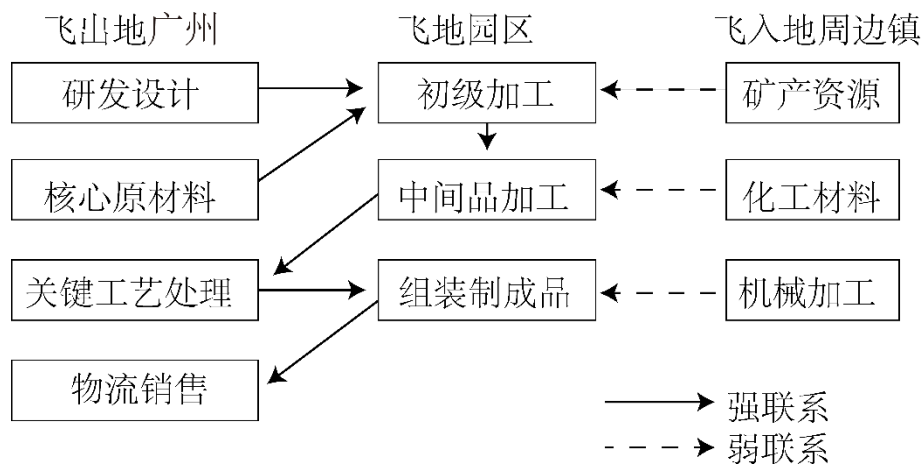 飞出地广州 飞地园区 飞入地周边镇
研发设计 初级加工 矿产资源
核心原材料 中间品加工 化工材料
关键工艺处理 组装制成品 机械加工
物流销售
强联系
弱联系